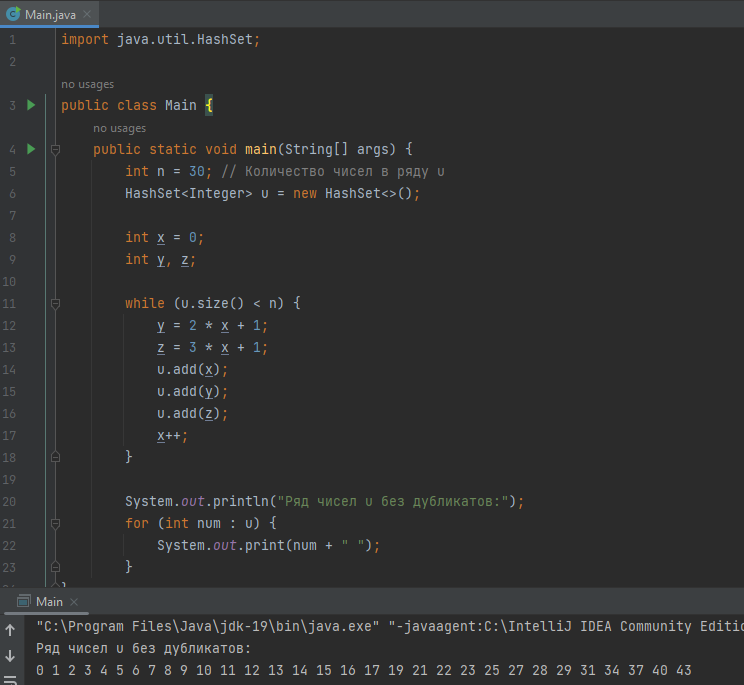 Main.java
1 import java.util.HashSet;
2
no usages
3 public class Main {
no usages
4 public static void main(String[] args) {
5 int n = 30; // Количество чисел в ряду u
6 HashSet<Integer> u = new HashSet<>();
7
8 int x = 0;
9 int y, z;
10
11 while (u.size() < n) {
12 y = 2 * x + 1;
13 z = 3 * x + 1;
14 u.add(x);
15 u.add(y);
16 u.add(z);
17 x++;
18 }
19
20 System.out.println("Ряд чисел u без дубликатов:");
21 for (int num : u) {
22 System.out.print(num + " ");
23 }
Main
"C:\Program Files\Java\jdk-19\bin\java.exe" "-javaagent:C:\IntelliJ IDEA Community
Ряд чисел u без дубликатов:
0 1 2 3 4 5 6 7 8 9 10 11 12 13 14 15 16 17 19 21 22 23 25 27 28 29 31 34 37 40 43